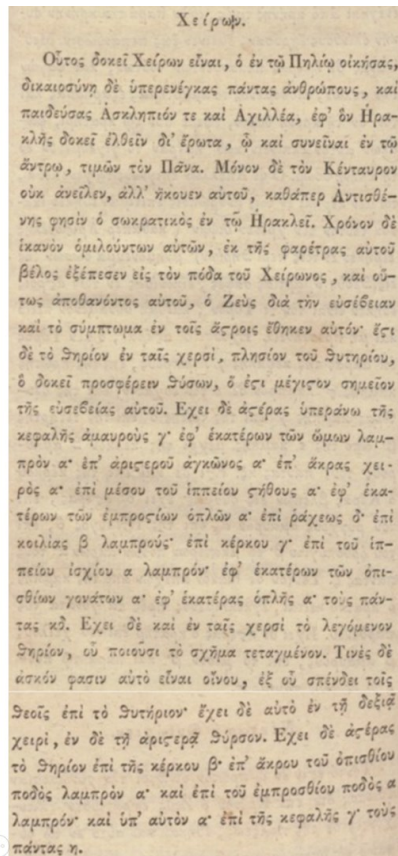 Χείρων.
Οὗτος δοκεῖ Χείρων εἶναι, ὁ ἐν τῷ Πηλίῳ οἰκήσας,
δικαιοσύνῃ δὲ ὑπερενέγκας πάντας ἀνθρώπους, καὶ
παιδεύσας Ἀσκληπιόν τε καὶ Ἀχιλλέα, ἐφ' ὃν Ἡρα-
κλῆς δοκεῖ ἐλθεῖν δι' ἔρωτα, ᾧ καὶ συνεῖναι ἐν τῷ
ἄντρῳ, τιμῶν τὸν Πᾶνα. Μόνον δὲ τὸν Κένταυρον
οὐκ ἀνεῖλεν, ἀλλ' ἤκουεν αὐτοῦ, καθάπερ Ἀντισθέ-
νης φησὶν ὁ σωκρατικὸς ἐν τῷ Ἡρακλεῖ. Χρόνον δὲ
ἱκανὸν ὁμιλούντων αὐτῶν, ἐκ τῆς φαρέτρας αὐτοῦ
βέλος ἐξέπεσεν εἰς τὸν πόδα τοῦ Χείρωνος, καὶ οὕ-
τως ἀποθανόντος αὐτοῦ, ὁ Ζεὺς διὰ τὴν εὐσέβειαν
καὶ τὸ σύμπτωμα ἐν τοῖς ἄϛροις ἔθηκεν αὐτόν· ἔϛι
δὲ τὸ θηρίον ἐν ταῖς χερσὶ, πλησίον τοῦ θυτηρίου,
ὃ δοκεῖ προσφέρειν θύσων, ὅ ἐϛι μέγιϛον σημεῖον
τῆς εὐσεβείας αὐτοῦ. Ἔχει δὲ ἀϛέρας ὑπεράνω τῆς
κεφαλῆς ἀμαυροὺς γ· ἐφ' ἑκατέρων τῶν ὤμων λαμ-
πρὸν α· ἐπ' ἀριϛεροῦ ἀγκῶνος α· ἐπ' ἄκρας χει-
ρὸς α· ἐπὶ μέσου τοῦ ἱππείου ϛήθους α· ἐφ' ἑκα-
τέρων τῶν ἐμπροσίων ὁπλῶν α· ἐπὶ ῥάχεως δ· ἐπὶ
κοιλίας β λαμπρούς· ἐπὶ κέρκου γ· ἐπὶ τοῦ ἱπ-
πείου ἰσχίου α λαμπρόν· ἐφ' ἑκατέρων τῶν ὀπι-
σθίων γονάτων α· ἐφ' ἑκατέρας ὁπλῆς α· τοὺς πάν-
τας κδ. Ἔχει δὲ καὶ ἐν ταῖς χερσὶ τὸ λεγόμενον
θηρίον, οὗ ποιοῦσι τὸ σχῆμα τεταγμένον. Τινὲς δὲ
ἀσκόν φασιν αὐτὸ εἶναι οἴνου, ἐξ οὗ σπένδει τοῖς
θεοῖς ἐπὶ τὸ θυτήριον· ἔχει δὲ αὐτὸ ἐν τῇ δεξιᾷ
χειρὶ, ἐν δὲ τῇ ἀριϛερᾷ θύρσον. Ἔχει δὲ ἀϛέρας
τὸ θηρίον ἐπὶ τῆς κέρκου β· ἐπ' ἄκρου τοῦ ὀπισθίου
ποδὸς λαμπρὸν α· καὶ ἐπὶ τοῦ ἐμπροσθίου ποδὸς α
λαμπρόν· καὶ ὑπ' αὐτὸν α· ἐπὶ τῆς κεφαλῆς γ· τοὺς
πάντας η.